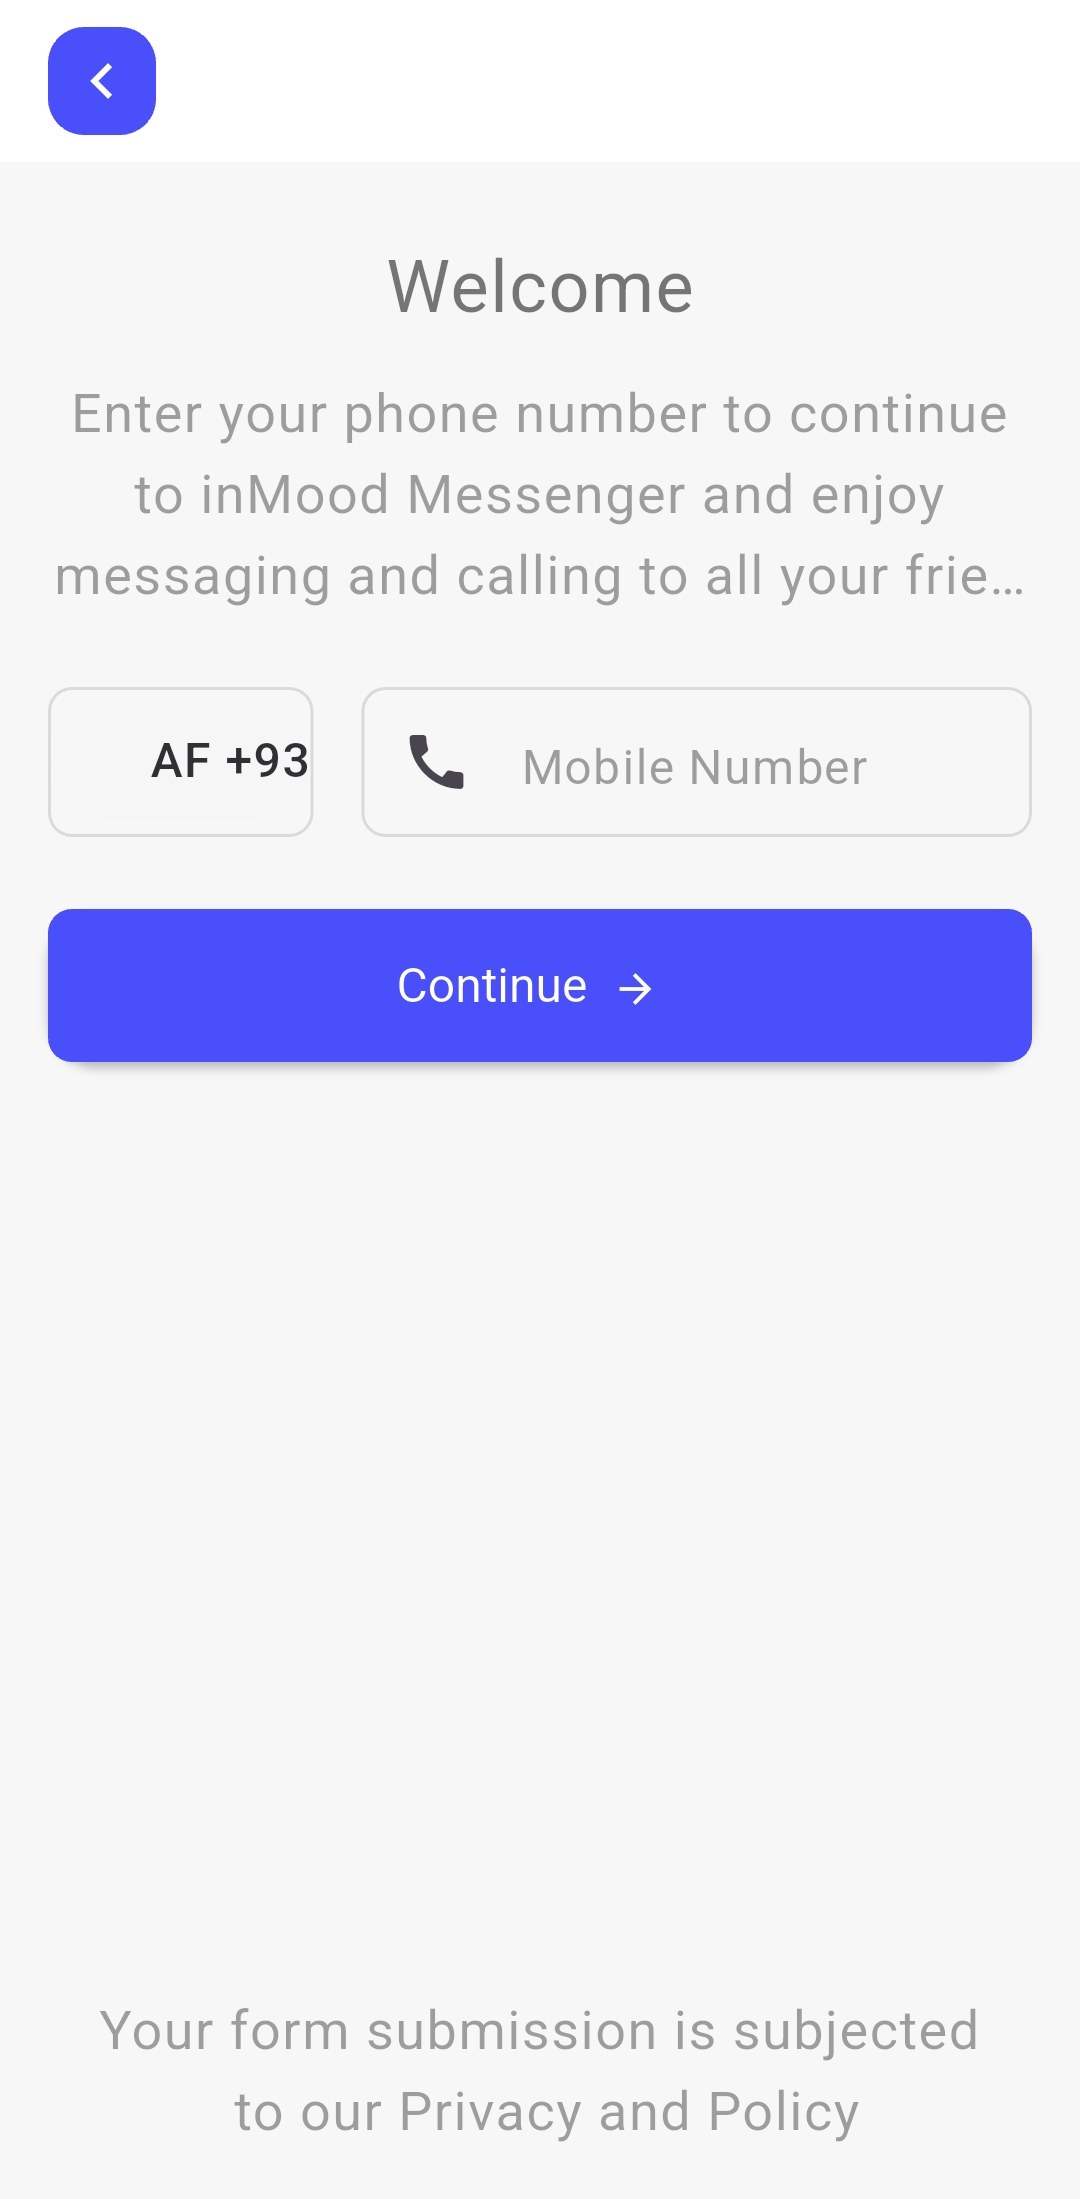 Welcome
Enter your phone number to continue
to inMood Messenger and enjoy
messaging and calling to all your frie…
AF +93
Mobile Number
Continue
Your form submission is subjected
to our Privacy and Policy